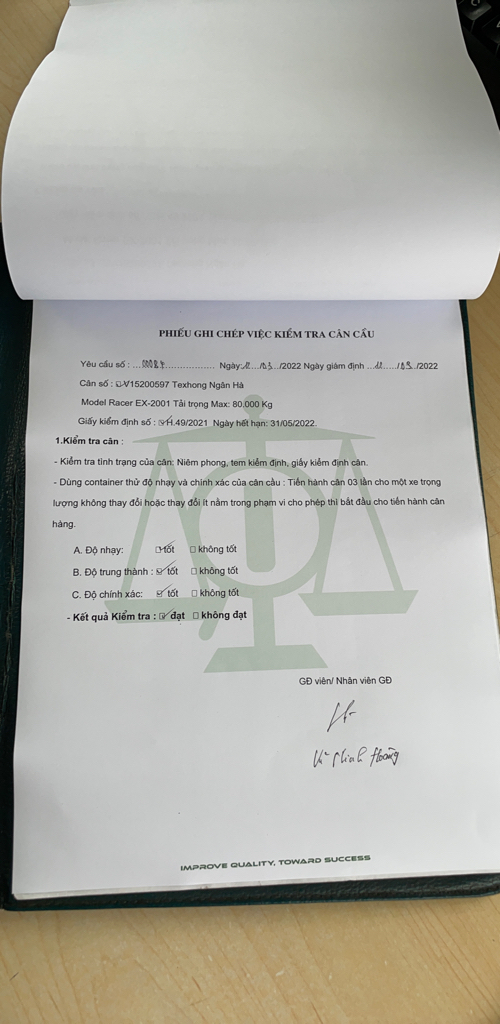 PHIẾU GHI CHÉP VIỆC KIỂM TRA CÂN CẨU
Yêu cầu số : ...00084................. Ngày:.../03.../2022 Ngày giám định ......./03../2022
Cân số : V15200597 Texhong Ngân Hà
Model Racer EX-2001 Tải trọng Max: 80.000 Kg
Giấy kiểm định số : H.49/2021 Ngày hết hạn: 31/05/2022.
1.Kiểm tra cân :
- Kiểm tra tình trạng của cân: Niêm phong, tem kiểm định, giấy kiểm định cân.
- Dùng container thử độ nhạy và chính xác của cân cẩu : Tiến hành cân 03 lần cho một xe trọng
lượng không thay đổi hoặc thay đổi ít nằm trong phạm vi cho phép thì bắt đầu cho tiến hành cân
hàng.
A. Độ nhạy: ☑ tốt ☐ không tốt
B. Độ trung thành : ☑ tốt ☐ không tốt
C. Độ chính xác: ☑ tốt ☐ không tốt
- Kết quả Kiểm tra : ☑ đạt ☐ không đạt
GĐ viên/ Nhân viên GĐ
Minh Hoàng
IMPROVE QUALITY, TOWARD SUCCESS